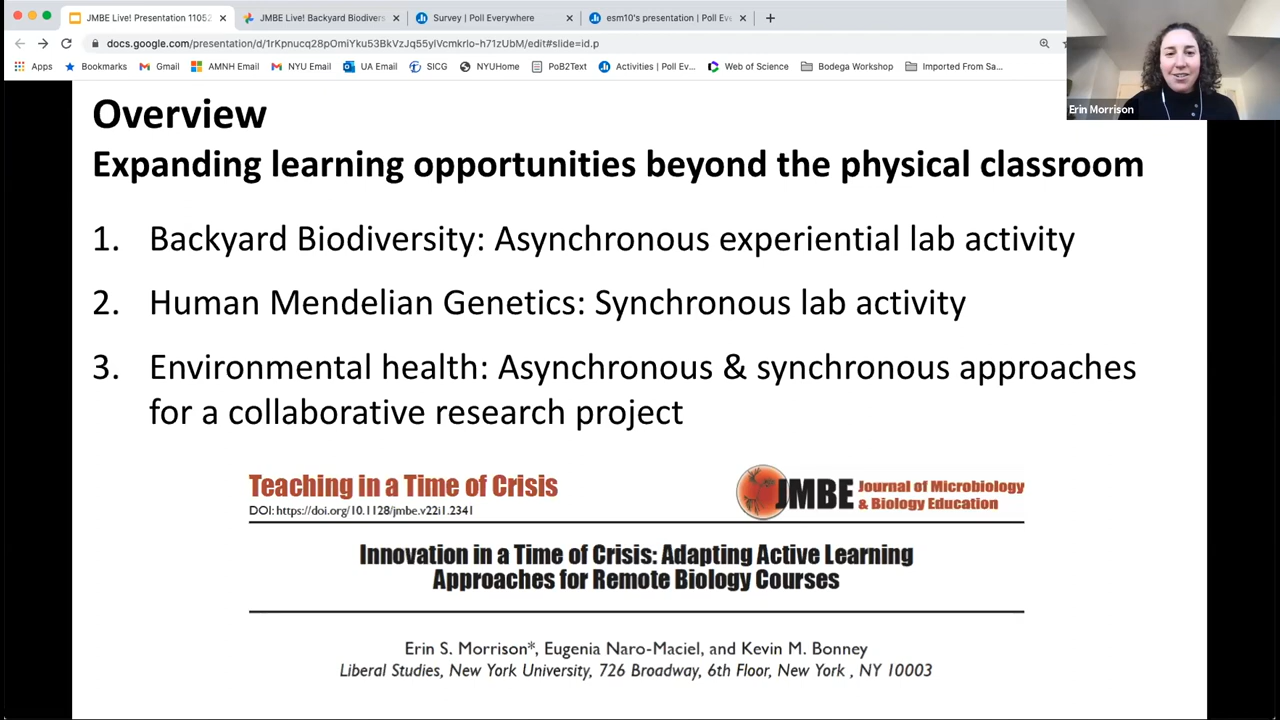 JMBE Live! Presentation 11052
JMBE Live! Backyard Biodivers
Survey | Poll Everywhere
esm10's presentation | Poll Ev
docs.google.com/presentation/d/1rKpnucq28pOmiYku53BkVzJq55ylVcmkrlo-h71zUbM/edit#slide=id.p
Apps
Bookmarks
Gmail
AMNH Email
NYU Email
UA Email
SICG
NYUHome
PoB2Text
Activities | Poll Ev...
Web of Science
Bodega Workshop
Imported From Sa...
Erin Morrison
Overview
Expanding learning opportunities beyond the physical classroom
1. Backyard Biodiversity: Asynchronous experiential lab activity
2. Human Mendelian Genetics: Synchronous lab activity
3. Environmental health: Asynchronous & synchronous approaches
for a collaborative research project
Teaching in a Time of Crisis
DOI: https://doi.org/10.1128/jmbe.v22i1.2341
JMBE Journal of Microbiology
& Biology Education
Innovation in a Time of Crisis: Adapting Active Learning
Approaches for Remote Biology Courses
Erin S. Morrison*, Eugenia Naro-Maciel, and Kevin M. Bonney
Liberal Studies, New York University, 726 Broadway, 6th Floor, New York , NY 10003